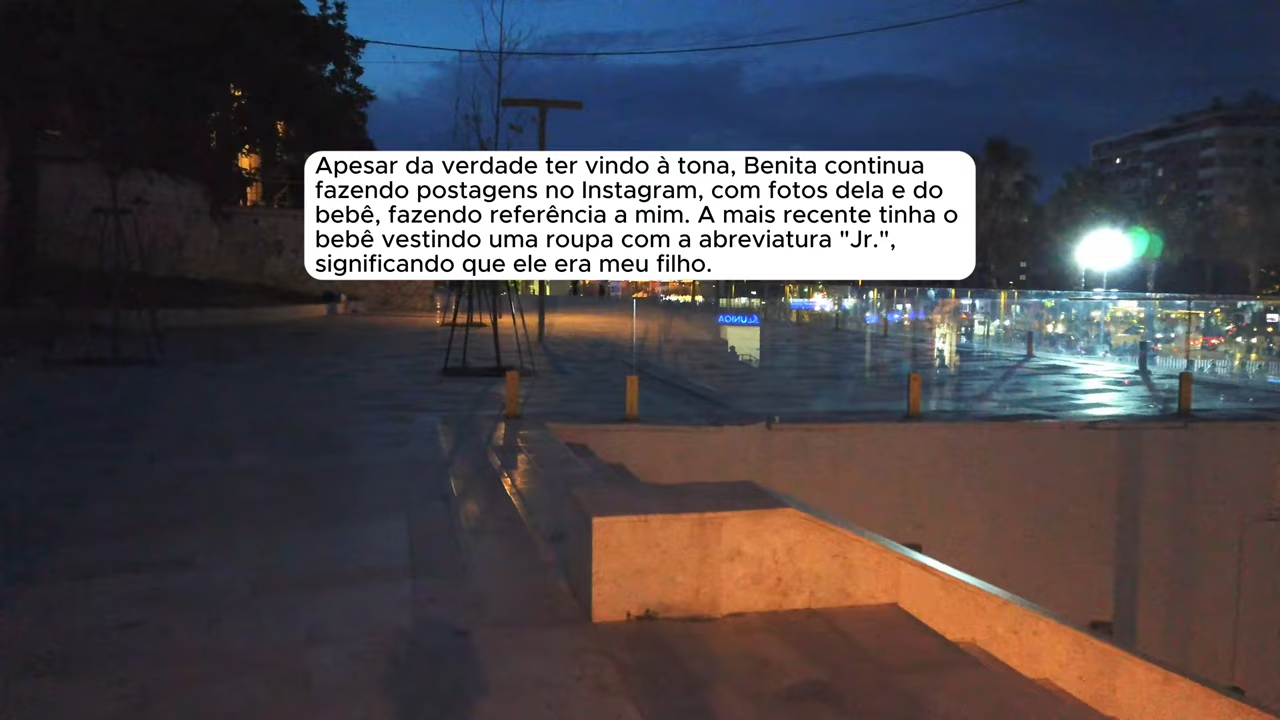 Apesar da verdade ter vindo à tona, Benita continua
fazendo postagens no Instagram, com fotos dela e do
bebê, fazendo referência a mim. A mais recente tinha o
bebê vestindo uma roupa com a abreviatura "Jr.",
significando que ele era meu filho.
UNIQA